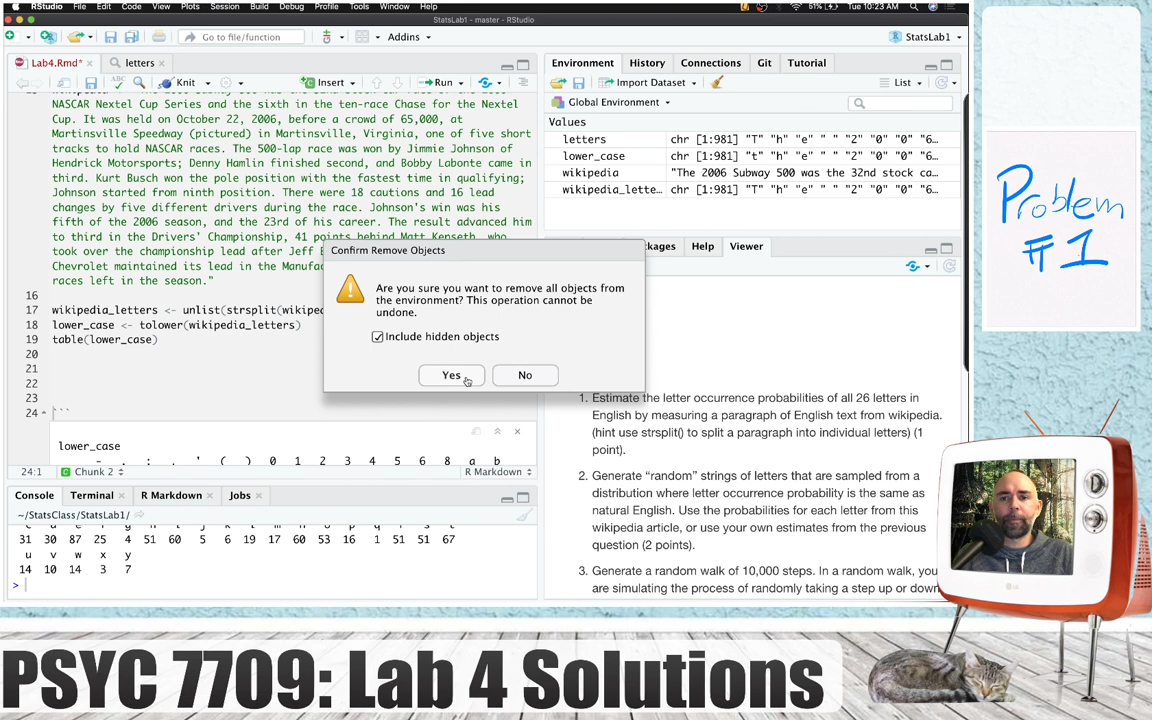 RStudio File Edit Code View Plots Session Build Debug Profile Tools Window Help 51% Tue 10:23 AM
StatsLab1 - master - RStudio
Go to file/function Addins StatsLab1
Lab4.Rmd* letters
Knit Insert Run
NASCAR Nextel Cup Series and the sixth in the ten-race Chase for the Nextel
Cup. It was held on October 22, 2006, before a crowd of 65,000, at
Martinsville Speedway (pictured) in Martinsville, Virginia, one of five short
tracks to hold NASCAR races. The 500-lap race was won by Jimmie Johnson of
Hendrick Motorsports; Denny Hamlin finished second, and Bobby Labonte came in
third. Kurt Busch won the pole position with the fastest time in qualifying;
Johnson started from ninth position. There were 18 cautions and 16 lead
changes by five different drivers during the race. Johnson's win was his
fifth of the 2006 season, and the 23rd of his career. The result advanced him
to third in the Drivers' Championship, 41 points behind Matt Kenseth, who
took over the championship lead after Jeff B
Chevrolet maintained its lead in the Manufac
races left in the season."
16
17 wikipedia_letters <- unlist(strsplit(wikiped
18 lower_case <- tolower(wikipedia_letters)
19 table(lower_case)
20
21
22
23
24 ```
lower_case
- , : . ' ( ) 0 1 2 3 4 5 6 8 a b
24:1 Chunk 2 R Markdown
Console Terminal R Markdown Jobs
~/StatsClass/StatsLab1/
31 30 87 25 4 51 60 5 6 19 17 60 53 16 1 51 51 67
u v w x y
14 10 14 3 7
>
Environment History Connections Git Tutorial
Import Dataset List
Global Environment
Values
letters chr [1:981] "T" "h" "e" " " "2" "0" "0" "6…
lower_case chr [1:981] "t" "h" "e" " " "2" "0" "0" "6…
wikipedia "The 2006 Subway 500 was the 32nd stock ca…
wikipedia_lette… chr [1:981] "T" "h" "e" " " "2" "0" "0" "6…
kages Help Viewer
Confirm Remove Objects
Are you sure you want to remove all objects from
the environment? This operation cannot be
undone.
Include hidden objects
Yes No
1. Estimate the letter occurrence probabilities of all 26 letters in
English by measuring a paragraph of English text from wikipedia.
(hint use strsplit() to split a paragraph into individual letters) (1
point).
2. Generate “random” strings of letters that are sampled from a
distribution where letter occurrence probability is the same as
natural English. Use the probabilities for each letter from this
wikipedia article, or use your own estimates from the previous
question (2 points).
3. Generate a random walk of 10,000 steps. In a random walk, you
are simulating the process of randomly taking a step up or down
Problem
#1
LG
PSYC 7709: Lab 4 Solutions